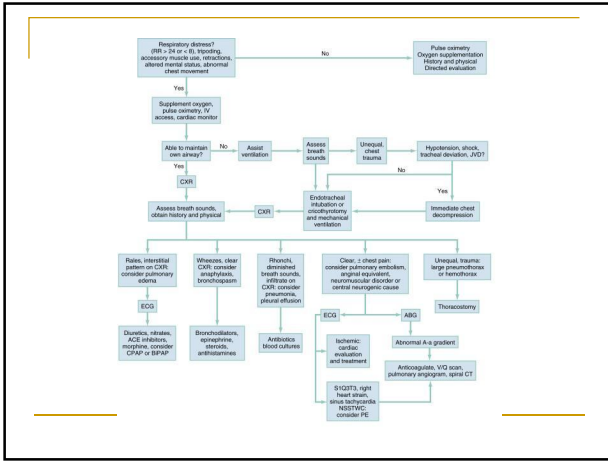 Respiratory distress?
(RR > 24 or < 8), tripoding,
accessory muscle use, retractions,
altered mental status, abnormal
chest movement
No
Pulse oximetry
Oxygen supplementation
History and physical
Directed evaluation
Yes
Supplement oxygen,
pulse oximetry, IV
access, cardiac monitor
Able to maintain
own airway?
No
Assist
ventilation
Assess
breath
sounds
Unequal,
chest
trauma
Hypotension, shock,
tracheal deviation, JVD?
No
Yes
Yes
CXR
Assess breath sounds,
obtain history and physical
CXR
Endotracheal
intubation or
cricothyrotomy and
mechanical
ventilation
Immediate chest
decompression
Rales, interstitial
pattern on CXR:
consider pulmonary
edema
Wheezes, clear
CXR: consider
anaphylaxis,
bronchospasm
Rhonchi,
diminished
breath sounds,
infiltrate on
CXR: consider
pneumonia,
pleural effusion
Clear, ± chest pain:
consider pulmonary embolism,
anginal equivalent,
neuromuscular disorder or
central neurogenic cause
Unequal, trauma:
large pneumothorax
or hemothorax
ECG
Diuretics, nitrates,
ACE inhibitors,
morphine, consider
CPAP or BiPAP
Bronchodilators,
epinephrine,
steroids,
antihistamines
Antibiotics
blood cultures
ECG
ABG
Thoracostomy
Ischemic:
cardiac
evaluation
and treatment
Abnormal A-a gradient
Anticoagulate, V/Q scan,
pulmonary angiogram, spiral CT
S1Q3T3, right
heart strain,
sinus tachycardia
NSSTWC:
consider PE